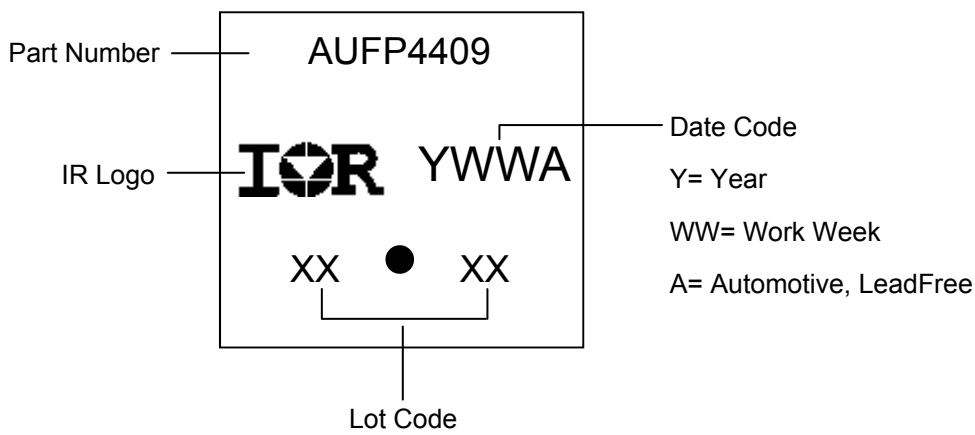 Part Number
AUFP4409
IR Logo
IOR
YWWA
Date Code
Y= Year
WW= Work Week
A= Automotive, LeadFree
XX
XX
Lot Code